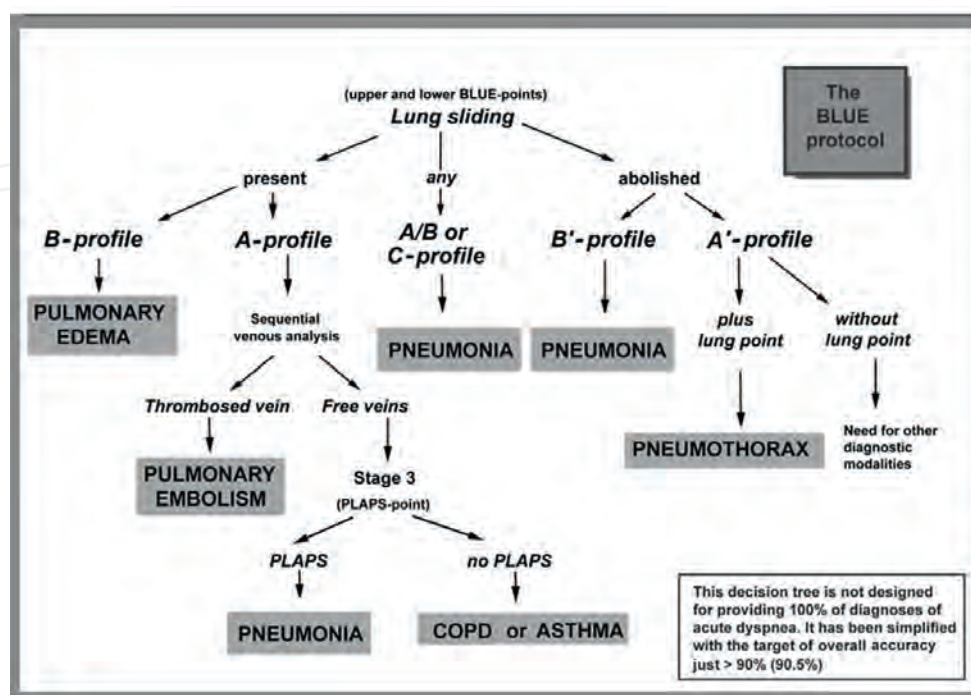 (upper and lower BLUE-points)
Lung sliding
The
BLUE
protocol
present
any
abolished
B-profile
A-profile
A/B or
C-profile
B'-profile
A'-profile
PULMONARY
EDEMA
Sequential
venous analysis
PNEUMONIA
PNEUMONIA
plus
lung point
without
lung point
Thrombosed vein
Free veins
PULMONARY
EMBOLISM
Stage 3
(PLAPS-point)
PNEUMOTHORAX
Need for other
diagnostic
modalities
PLAPS
no PLAPS
PNEUMONIA
COPD or ASTHMA
This decision tree is not designed
for providing 100% of diagnoses of
acute dyspnea. It has been simplified
with the target of overall accuracy
just > 90% (90.5%)